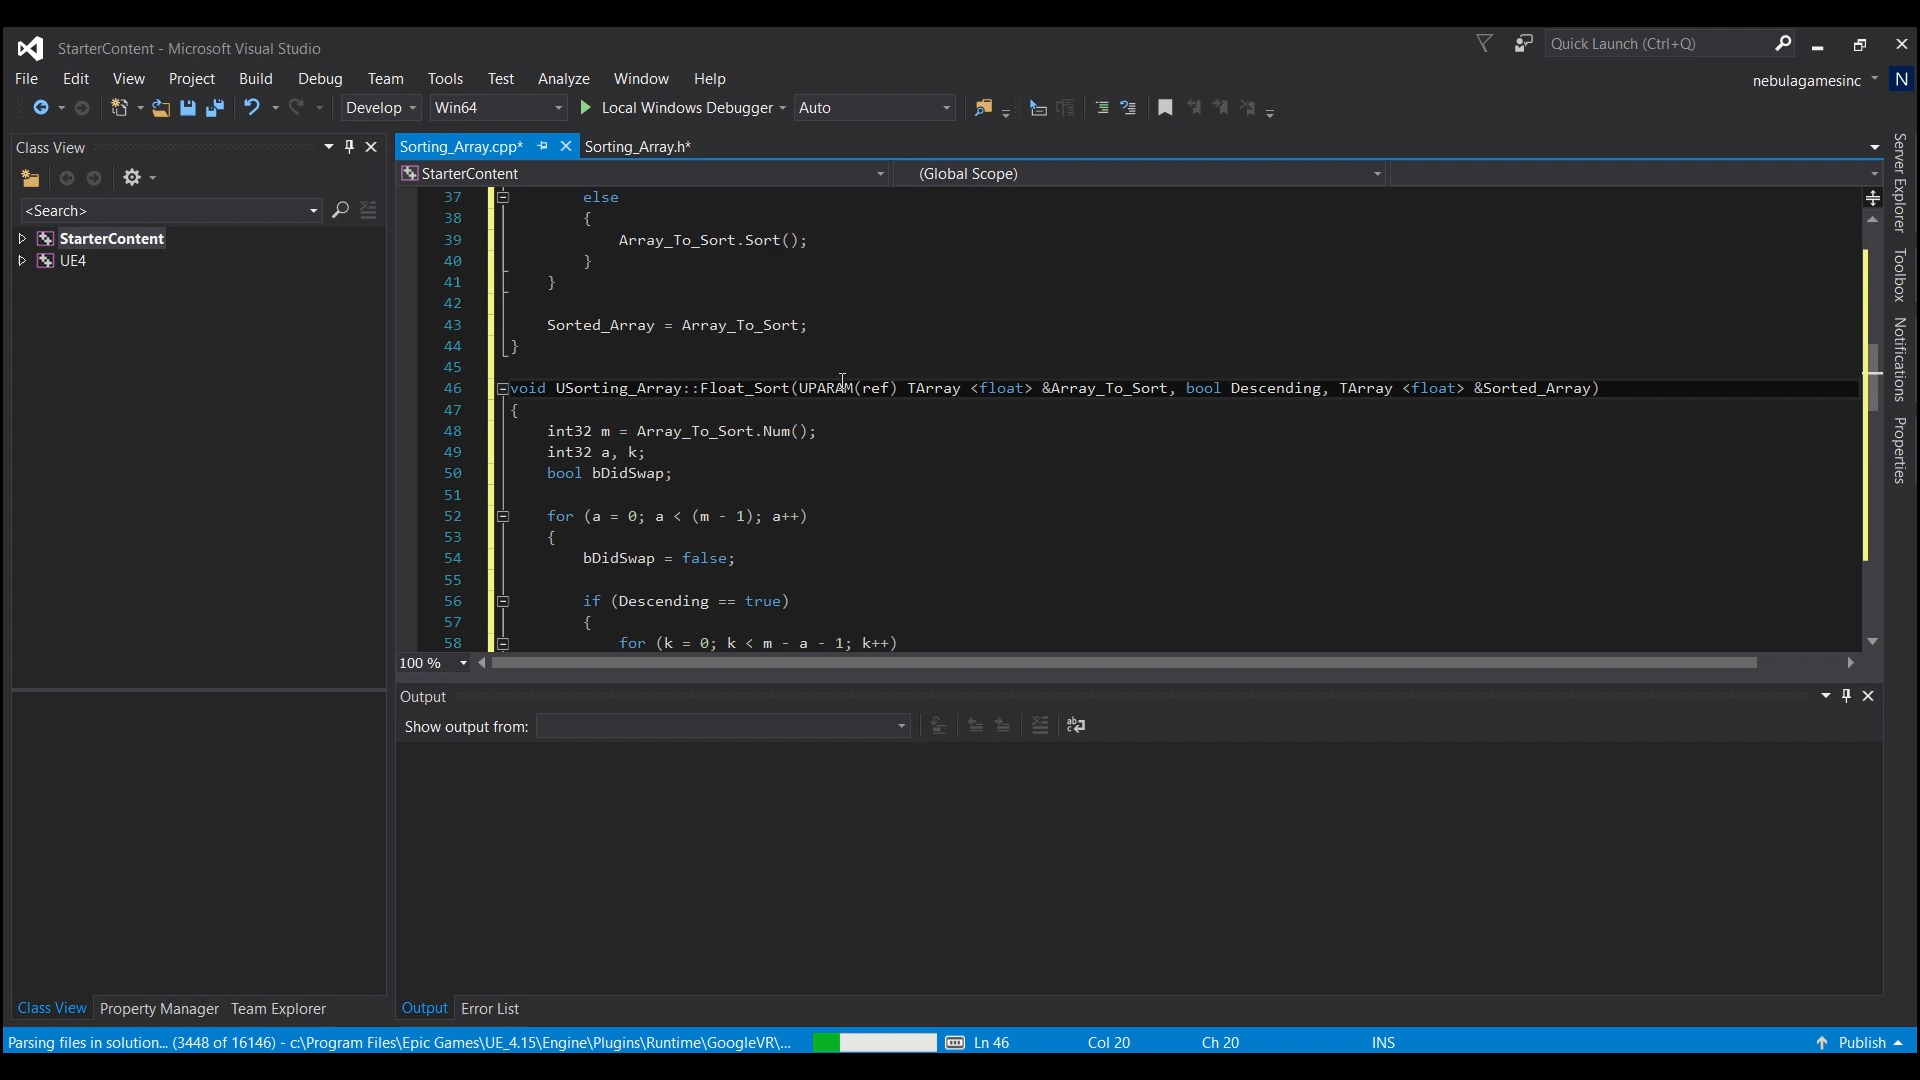 StarterContent - Microsoft Visual Studio
Quick Launch (Ctrl+Q)
File Edit View Project Build Debug Team Tools Test Analyze Window Help
nebulagamesinc N
Develop Win64 Local Windows Debugger Auto
Class View
Sorting_Array.cpp* Sorting_Array.h*
StarterContent (Global Scope)
<Search>
StarterContent
UE4
37 else
38 {
39 Array_To_Sort.Sort();
40 }
41 }
42
43 Sorted_Array = Array_To_Sort;
44 }
45
46 void USorting_Array::Float_Sort(UPARAM(ref) TArray <float> &Array_To_Sort, bool Descending, TArray <float> &Sorted_Array)
47 {
48 int32 m = Array_To_Sort.Num();
49 int32 a, k;
50 bool bDidSwap;
51
52 for (a = 0; a < (m - 1); a++)
53 {
54 bDidSwap = false;
55
56 if (Descending == true)
57 {
58 for (k = 0; k < m - a - 1; k++)
100 %
Server Explorer
Toolbox
Notifications
Properties
Output
Show output from:
Class View Property Manager Team Explorer
Output Error List
Parsing files in solution... (3448 of 16146) - c:\Program Files\Epic Games\UE_4.15\Engine\Plugins\Runtime\GoogleVR\... Ln 46 Col 20 Ch 20 INS Publish